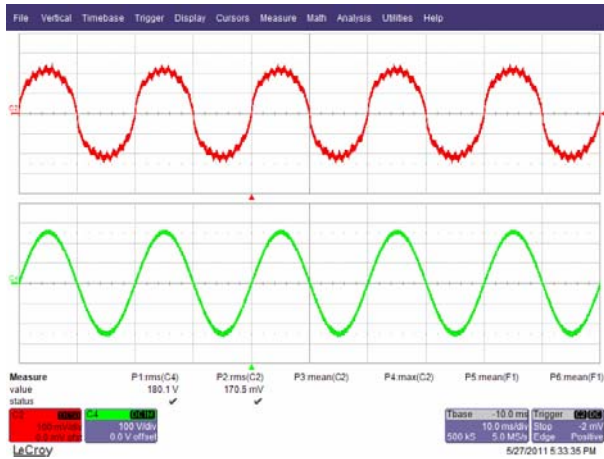 File Vertical Timebase Trigger Display Cursors Measure Math Analysis Utilities Help
C2
Measure P1:rms(C4) P2:rms(C2) P3:mean(C2) P4:max(C2) P5:mean(F1) P6:mean(F1)
value 180.1 V 170.5 mV
status ✔ ✔
C4 Tbase -10.0 ms Trigger C2 DC
100 V/div 10.0 ms/div Stop -2 mV
0.0 V offset 500 kS 5.0 MS/s Edge Positive
LeCroy 5/27/2011 5:33:35 PM